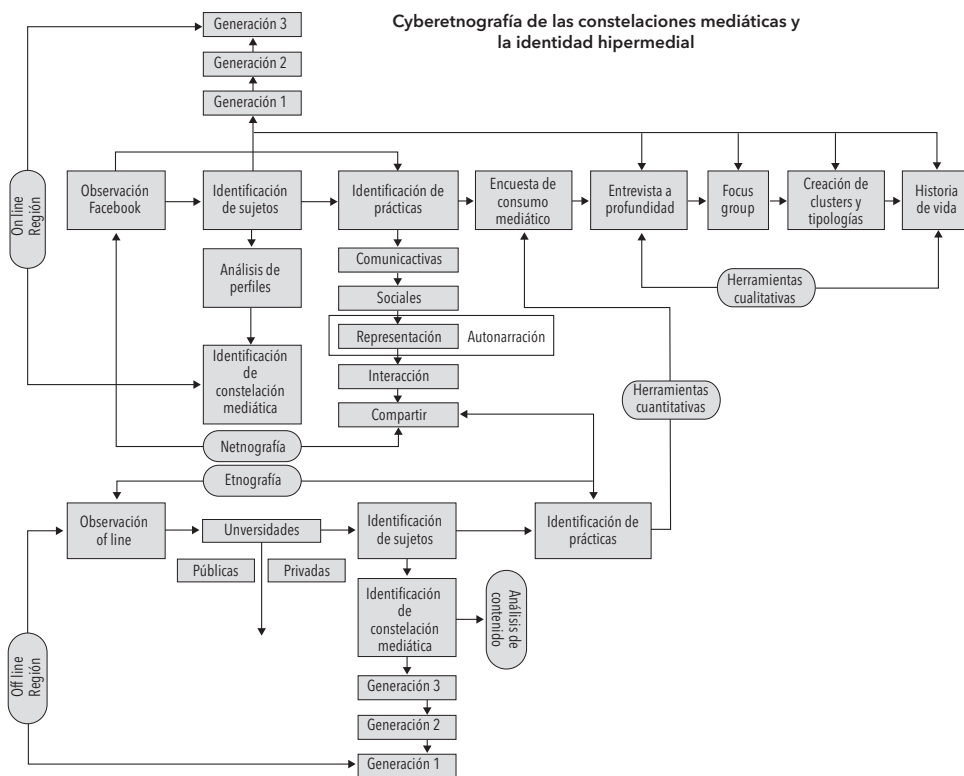 Cyberetnografía de las constelaciones mediáticas y
la identidad hipermedial
Generación 3
Generación 2
Generación 1
On line
Región
Observación
Facebook
Identificación
de sujetos
Identificación de
prácticas
Encuesta de
consumo
mediático
Entrevista a
profundidad
Focus
group
Creación de
clusters y
tipologías
Historia
de vida
Análisis de
perfiles
Identificación
de
constelación
mediática
Comunicactivas
Sociales
Representación
Autonarración
Interacción
Compartir
Herramientas
cualitativas
Herramientas
cuantitativas
Netnografía
Etnografía
Off line
Región
Observación
of line
Unversidades
Públicas
Privadas
Identificación
de sujetos
Identificación de
prácticas
Identificación
de
constelación
mediática
Análisis de
contenido
Generación 3
Generación 2
Generación 1